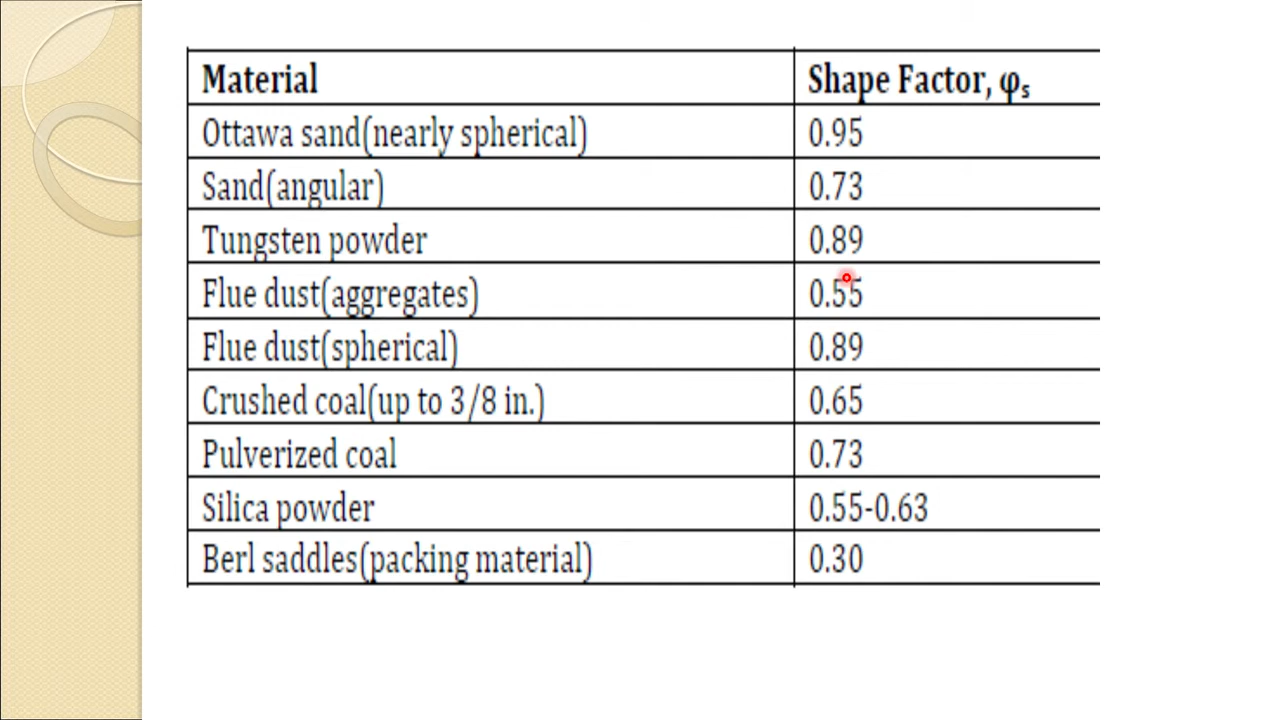 Material Shape Factor, φs
Ottawa sand(nearly spherical) 0.95
Sand(angular) 0.73
Tungsten powder 0.89
Flue dust(aggregates) 0.55
Flue dust(spherical) 0.89
Crushed coal(up to 3/8 in.) 0.65
Pulverized coal 0.73
Silica powder 0.55-0.63
Berl saddles(packing material) 0.30